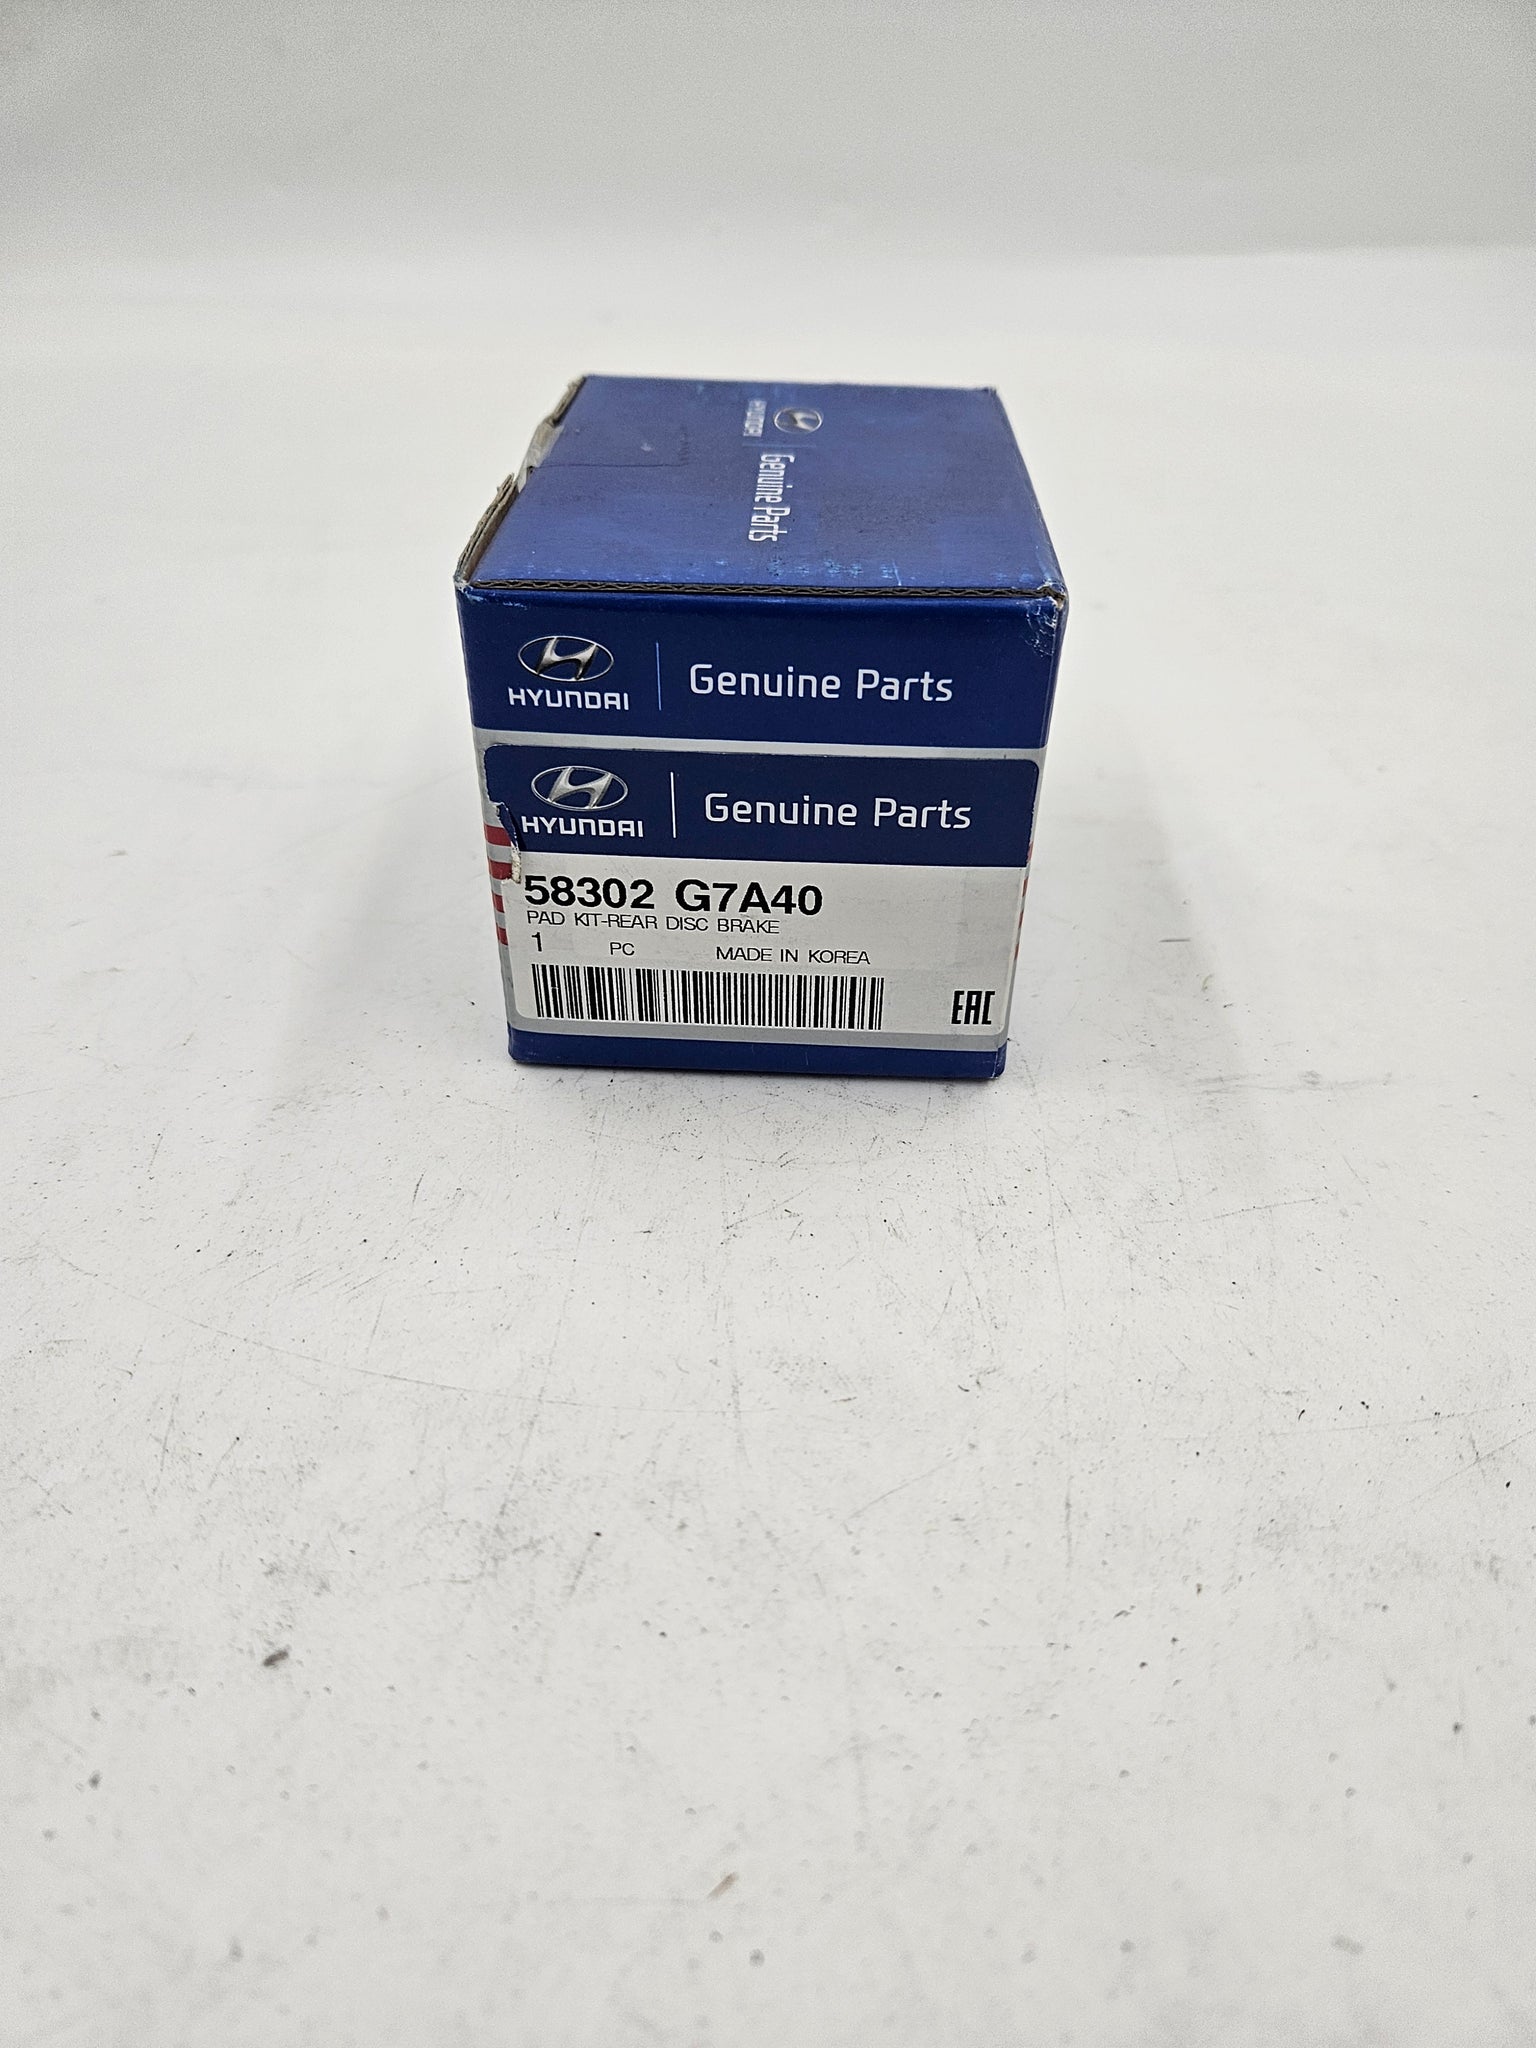 HYUNDAI
Genuine Parts
HYUNDAI Genuine Parts
HYUNDAI Genuine Parts
58302 G7A40
PAD KIT-REAR DISC BRAKE
1 PC MADE IN KOREA
EAC